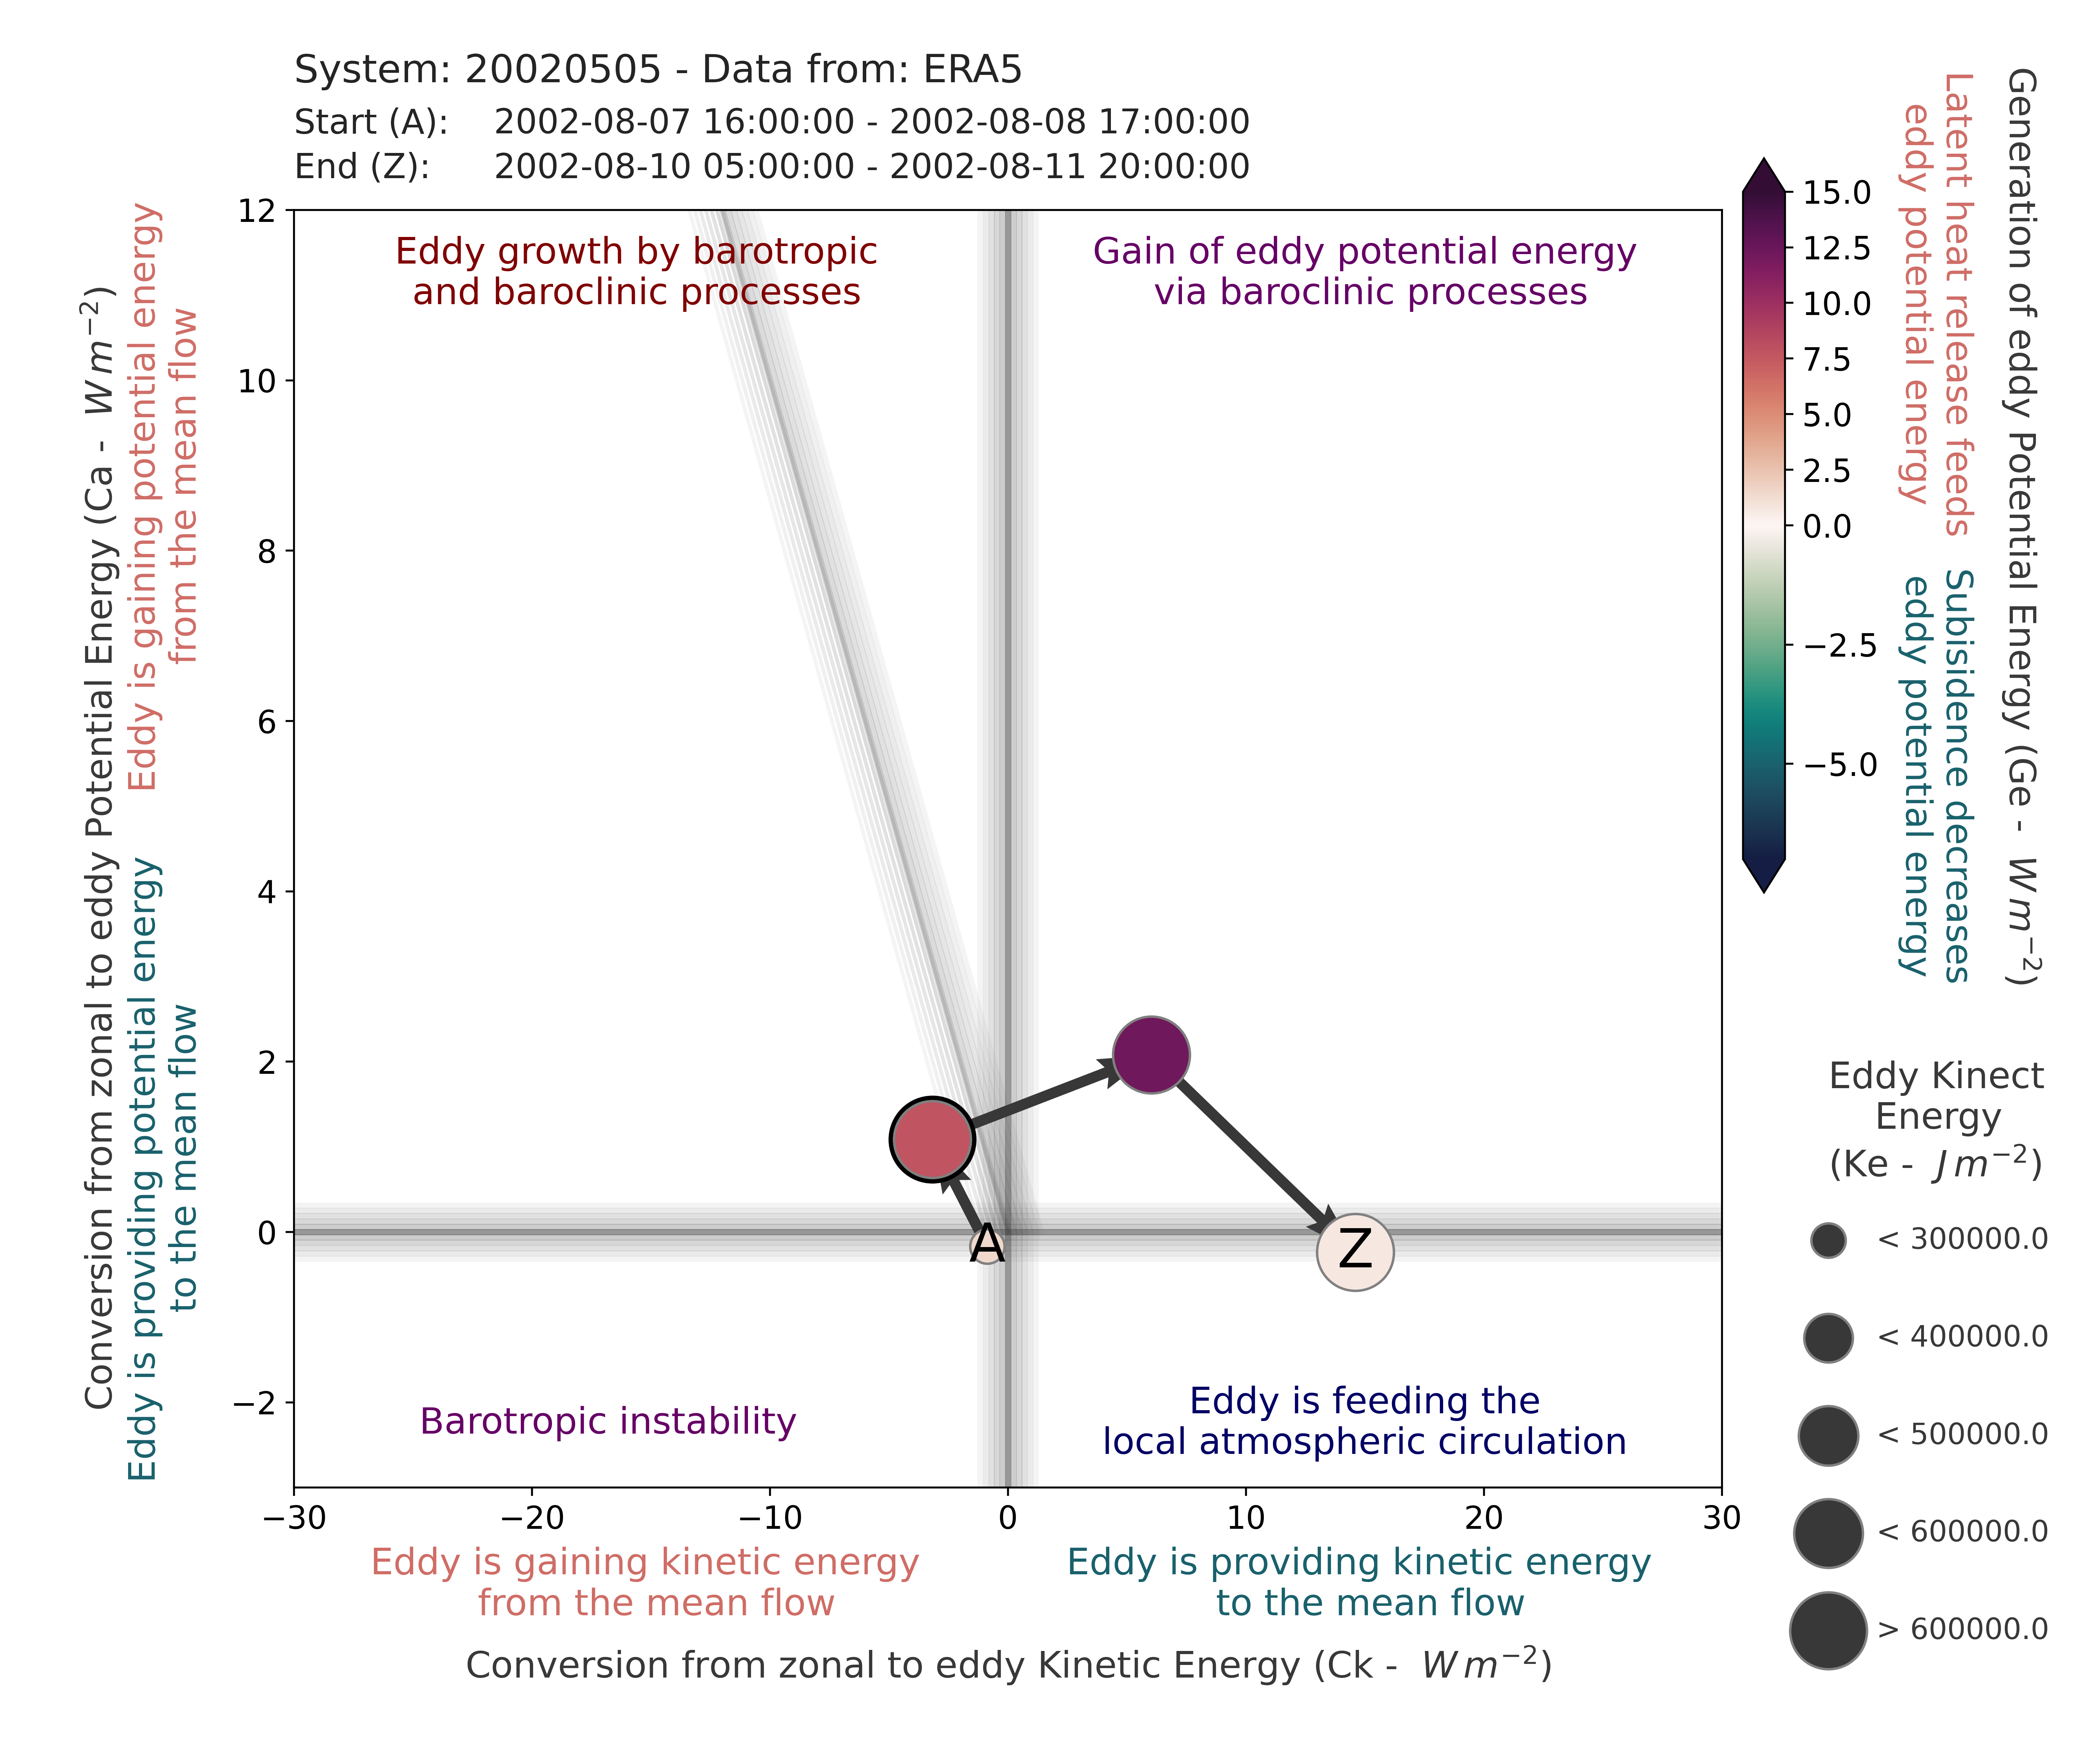 System: 20020505 - Data from: ERA5
Start (A): 2002-08-07 16:00:00 - 2002-08-08 17:00:00
End (Z): 2002-08-10 05:00:00 - 2002-08-11 20:00:00
Conversion from zonal to eddy Potential Energy (Ca - W m⁻²)
Eddy is gaining potential energy
from the mean flow
Eddy is providing potential energy
to the mean flow
12
10
8
6
4
2
0
−2
Eddy growth by barotropic
and baroclinic processes
Gain of eddy potential energy
via baroclinic processes
A
Z
Barotropic instability
Eddy is feeding the
local atmospheric circulation
−30
−20
−10
0
10
20
30
Eddy is gaining kinetic energy
from the mean flow
Eddy is providing kinetic energy
to the mean flow
Conversion from zonal to eddy Kinetic Energy (Ck - W m⁻²)
15.0
12.5
10.0
7.5
5.0
2.5
0.0
−2.5
−5.0
Latent heat release feeds
eddy potential energy
Subisidence decreases
eddy potential energy
Generation of eddy Potential Energy (Ge - W m⁻²)
Eddy Kinect
Energy
(Ke - J m⁻²)
< 300000.0
< 400000.0
< 500000.0
< 600000.0
> 600000.0